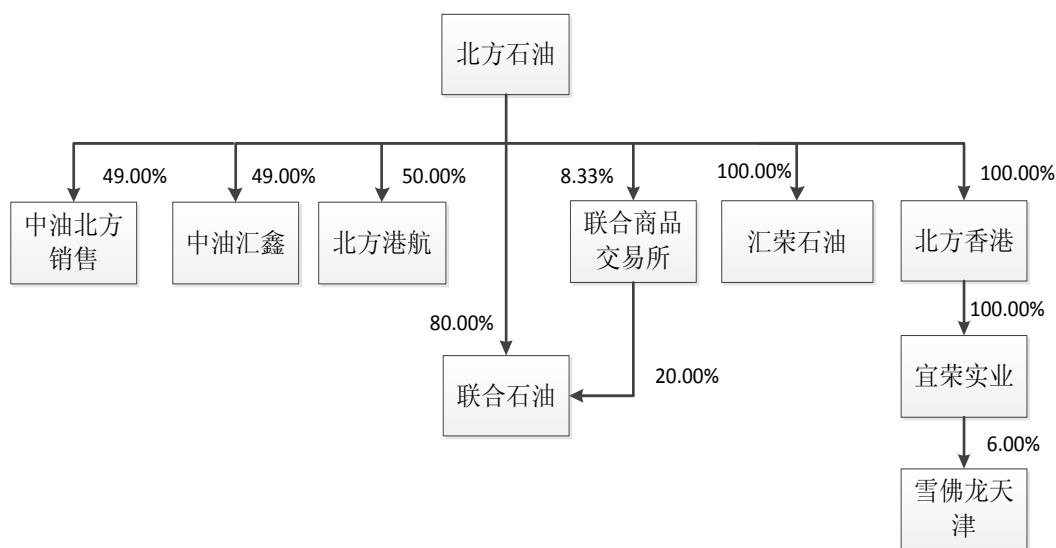 北方石油
49.00%
49.00%
50.00%
8.33%
100.00%
100.00%
中油北方
销售
中油汇鑫
北方港航
联合商品
交易所
汇荣石油
北方香港
80.00%
20.00%
100.00%
联合石油
宜荣实业
6.00%
雪佛龙天
津